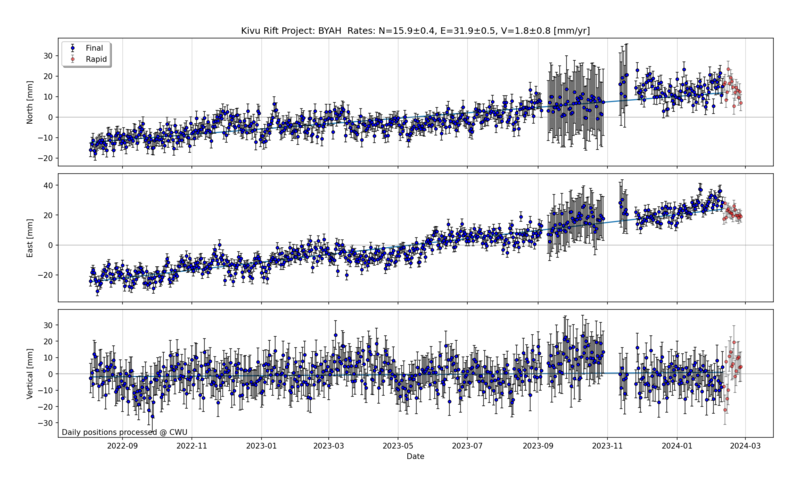 Kivu Rift Project: BYAH  Rates: N=15.9±0.4, E=31.9±0.5, V=1.8±0.8 [mm/yr]
Final
Rapid
North [mm]
30
20
10
0
−10
−20
East [mm]
40
20
0
−20
Vertical [mm]
30
20
10
0
−10
−20
−30
Daily positions processed @ CWU
2022-09 2022-11 2023-01 2023-03 2023-05 2023-07 2023-09 2023-11 2024-01 2024-03
Date